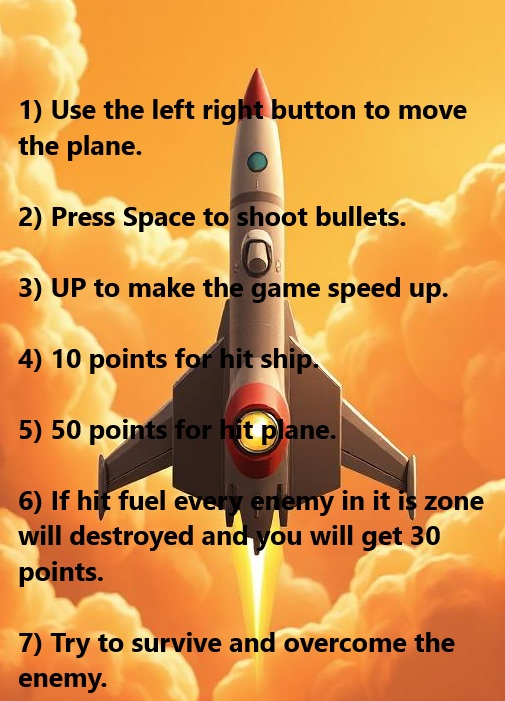 1) Use the left right button to move
the plane.
2) Press Space to shoot bullets.
3) UP to make the game speed up.
4) 10 points for hit ship.
5) 50 points for hit plane.
6) If hit fuel every enemy in it is zone
will destroyed and you will get 30
points.
7) Try to survive and overcome the
enemy.